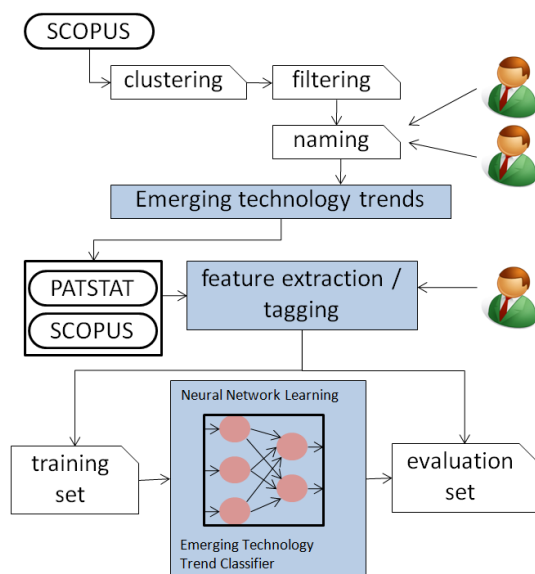 SCOPUS
clustering
filtering
naming
Emerging technology trends
PATSTAT
SCOPUS
feature extraction /
tagging
Neural Network Learning
training
set
evaluation
set
Emerging Technology
Trend Classifier